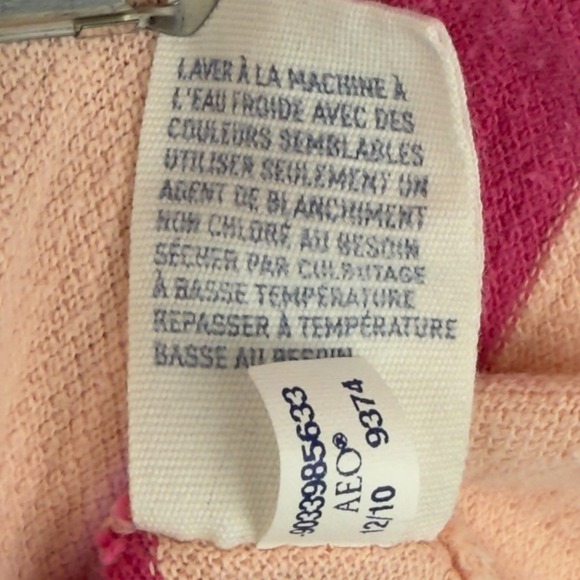 LAVER À LA MACHINE À
L'EAU FROIDE AVEC DES
COULEURS SEMBLABLES
UTILISER SEULEMENT UN
AGENT DE BLANCHIMENT
NON CHLORÉ AU BESOIN
SÉCHER PAR CULBUTAGE
À BASSE TEMPÉRATURE
REPASSER À TEMPÉRATURE
BASSE AU BESOIN
9033985633
AEO® 9374
12/10